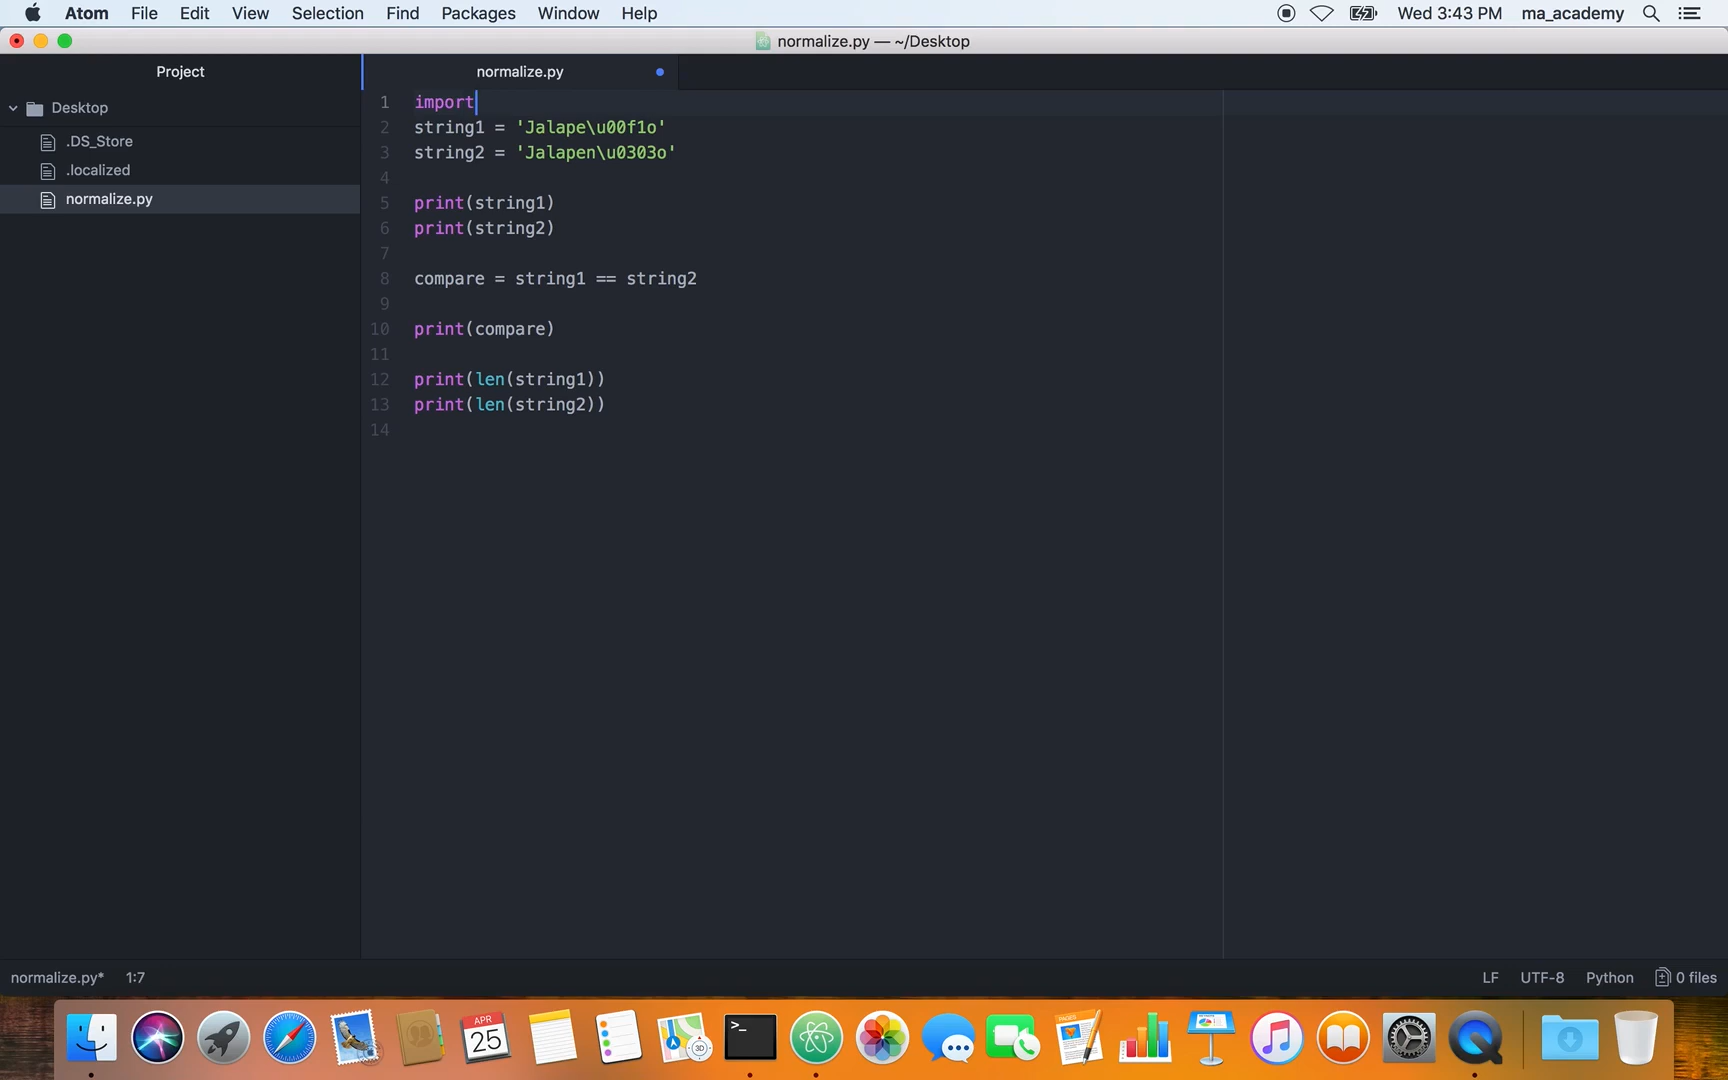 Atom File Edit View Selection Find Packages Window Help Wed 3:43 PM ma_academy
normalize.py — ~/Desktop
Project
normalize.py
Desktop
.DS_Store
.localized
normalize.py
1 import
2 string1 = 'Jalape\u00f1o'
3 string2 = 'Jalapen\u0303o'
4
5 print(string1)
6 print(string2)
7
8 compare = string1 == string2
9
10 print(compare)
11
12 print(len(string1))
13 print(len(string2))
14
normalize.py* 1:7 LF UTF-8 Python 0 files
APR
25
3D
>_
PAGES